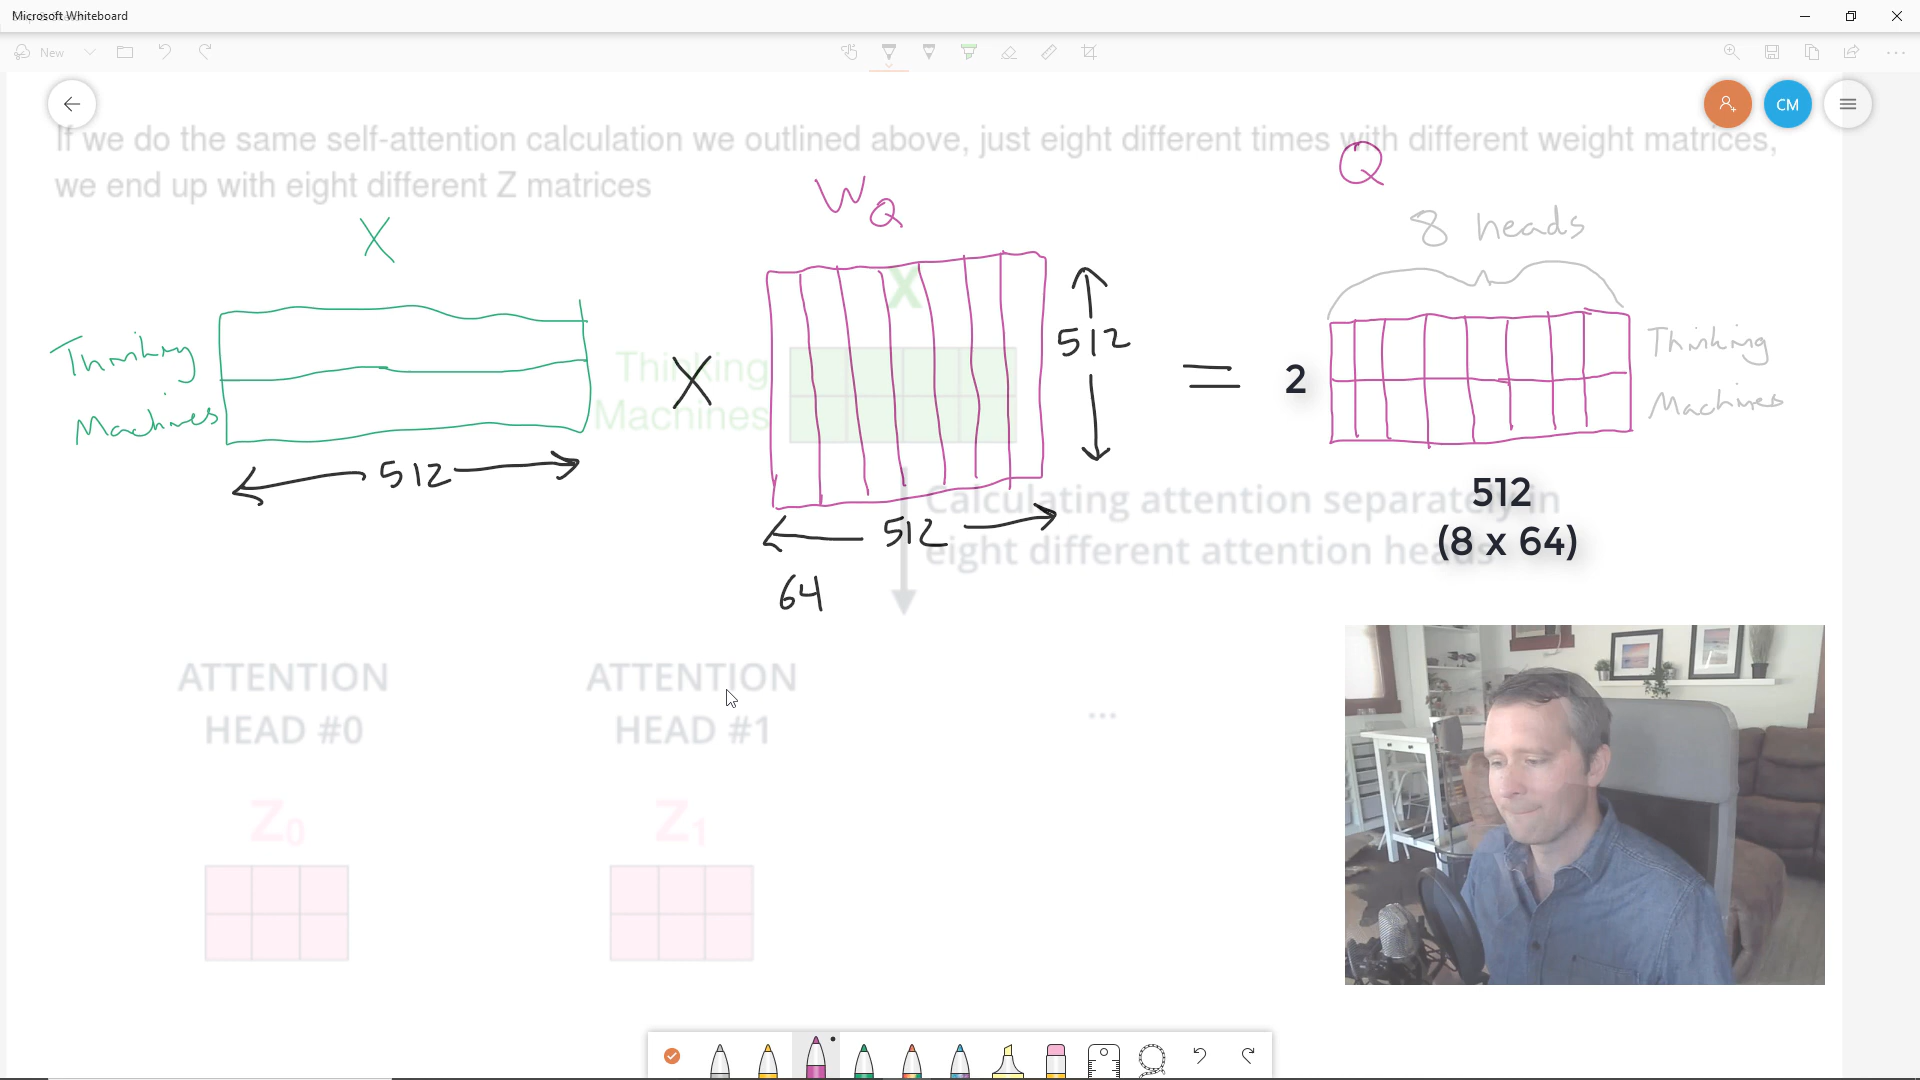 Microsoft Whiteboard
New
CM
If we do the same self-attention calculation we outlined above, just eight different times with different weight matrices,
we end up with eight different Z matrices
X
W Q
Q
8 heads
X
Thinking
Machines
Thinking
Machines
X
512
=
2
Thinking
Machines
512
512
64
512
(8 x 64)
Calculating attention separately in
eight different attention heads
ATTENTION
HEAD #0
ATTENTION
HEAD #1
...
Z0
Z1